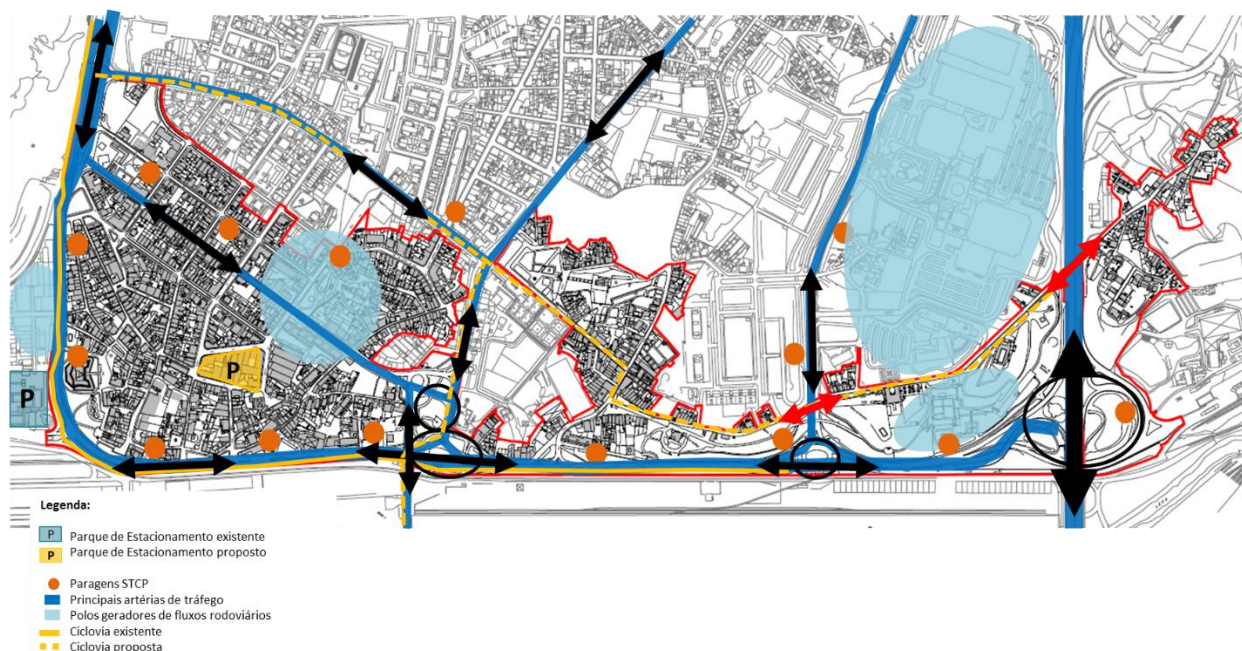 P
P
Legenda:
P Parque de Estacionamento existente
P Parque de Estacionamento proposto
Paragens STCP
Principais artérias de tráfego
Polos geradores de fluxos rodoviários
Ciclovia existente
Ciclovia proposta